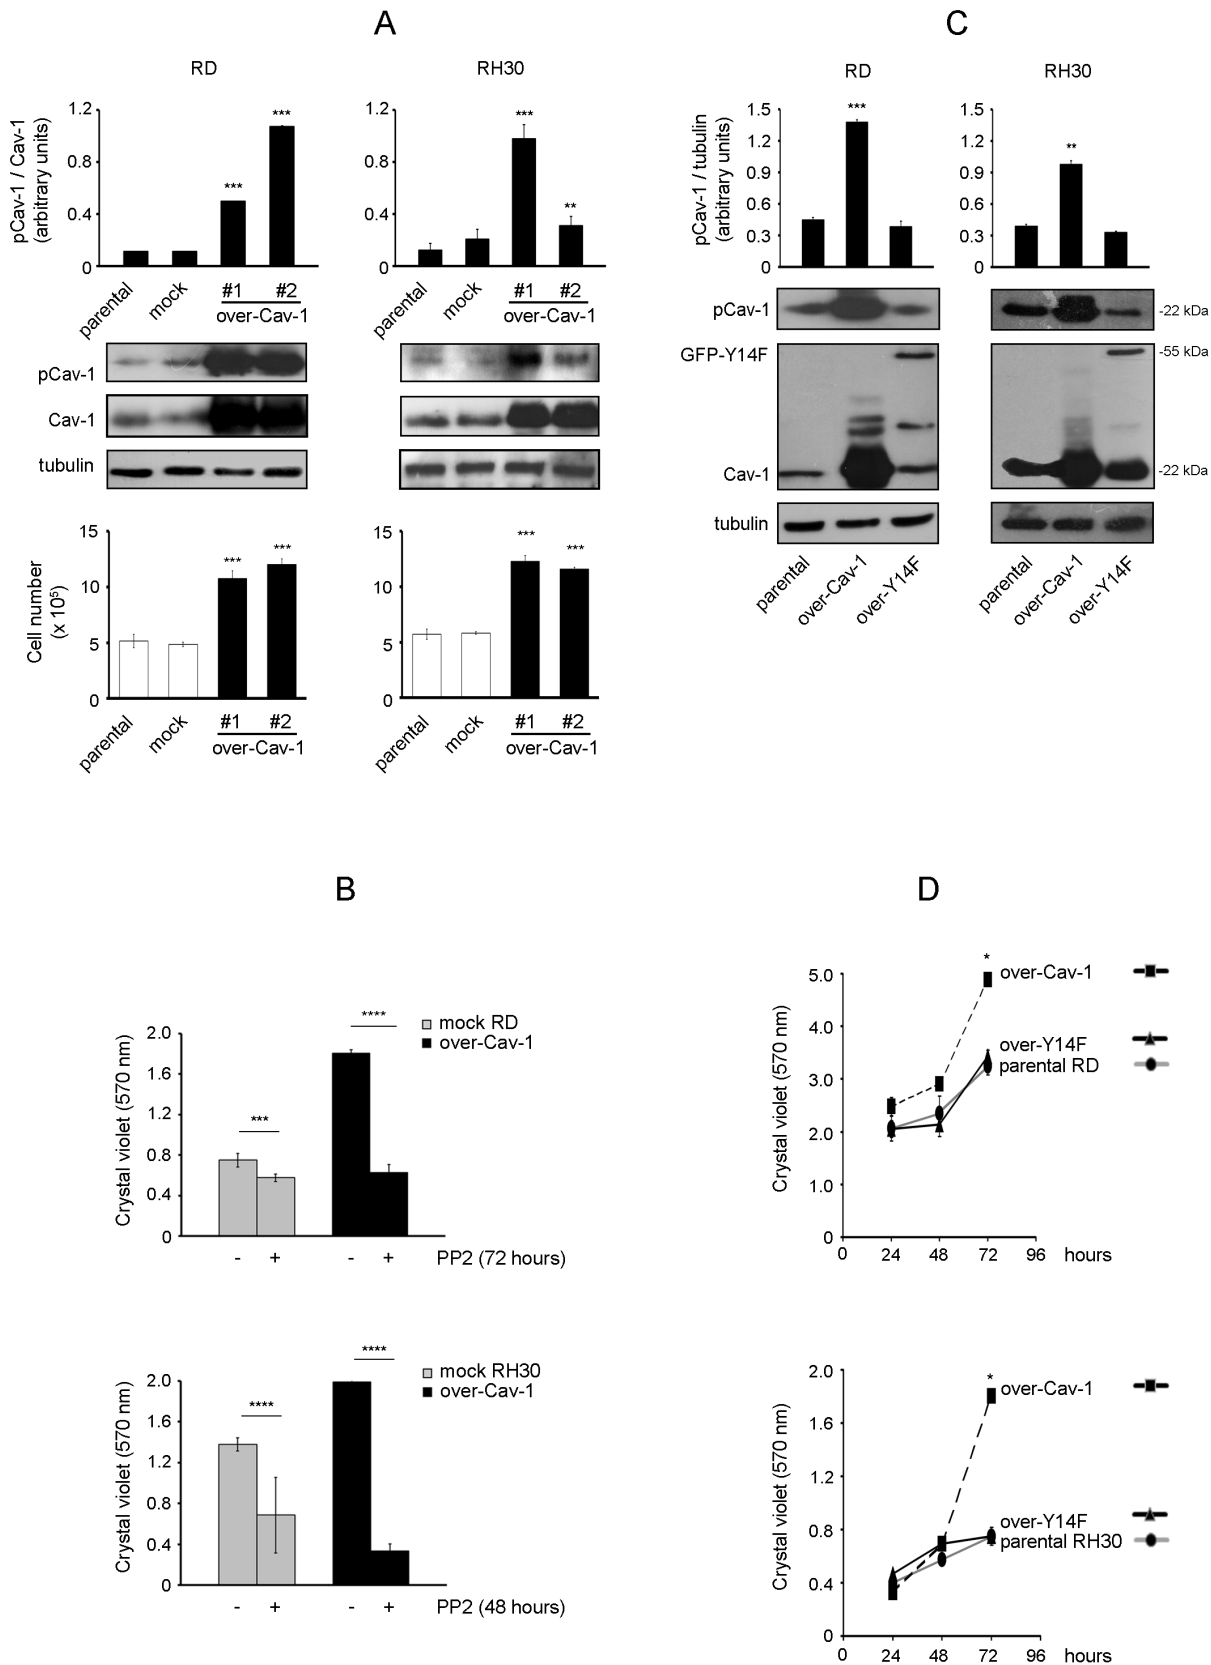 A
RD
RH30
pCav-1 / Cav-1
(arbitrary units)
1.2
0.8
0.4
0
***
***
1.2
0.8
0.4
0
***
**
parental
mock
#1
#2
over-Cav-1
parental
mock
#1
#2
over-Cav-1
pCav-1
Cav-1
tubulin
Cell number
(x 10⁵)
15
10
5
0
***
***
15
10
5
0
***
***
parental
mock
#1
#2
over-Cav-1
parental
mock
#1
#2
over-Cav-1
C
RD
RH30
pCav-1 / tubulin
(arbitrary units)
1.5
1.2
0.9
0.6
0.3
0
***
1.5
1.2
0.9
0.6
0.3
0
**
pCav-1
-22 kDa
GFP-Y14F
-55 kDa
Cav-1
-22 kDa
tubulin
parental
over-Cav-1
over-Y14F
parental
over-Cav-1
over-Y14F
B
Crystal violet (570 nm)
2.0
1.6
1.2
0.8
0.4
0
***
****
mock RD
over-Cav-1
- + - + PP2 (72 hours)
Crystal violet (570 nm)
2.0
1.6
1.2
0.8
0.4
0
****
****
mock RH30
over-Cav-1
- + - + PP2 (48 hours)
D
Crystal violet (570 nm)
5.0
4.0
3.0
2.0
1.0
0
*
over-Cav-1
over-Y14F
parental RD
0 24 48 72 96 hours
Crystal violet (570 nm)
2.0
1.6
1.2
0.8
0.4
0
*
over-Cav-1
over-Y14F
parental RH30
0 24 48 72 96 hours